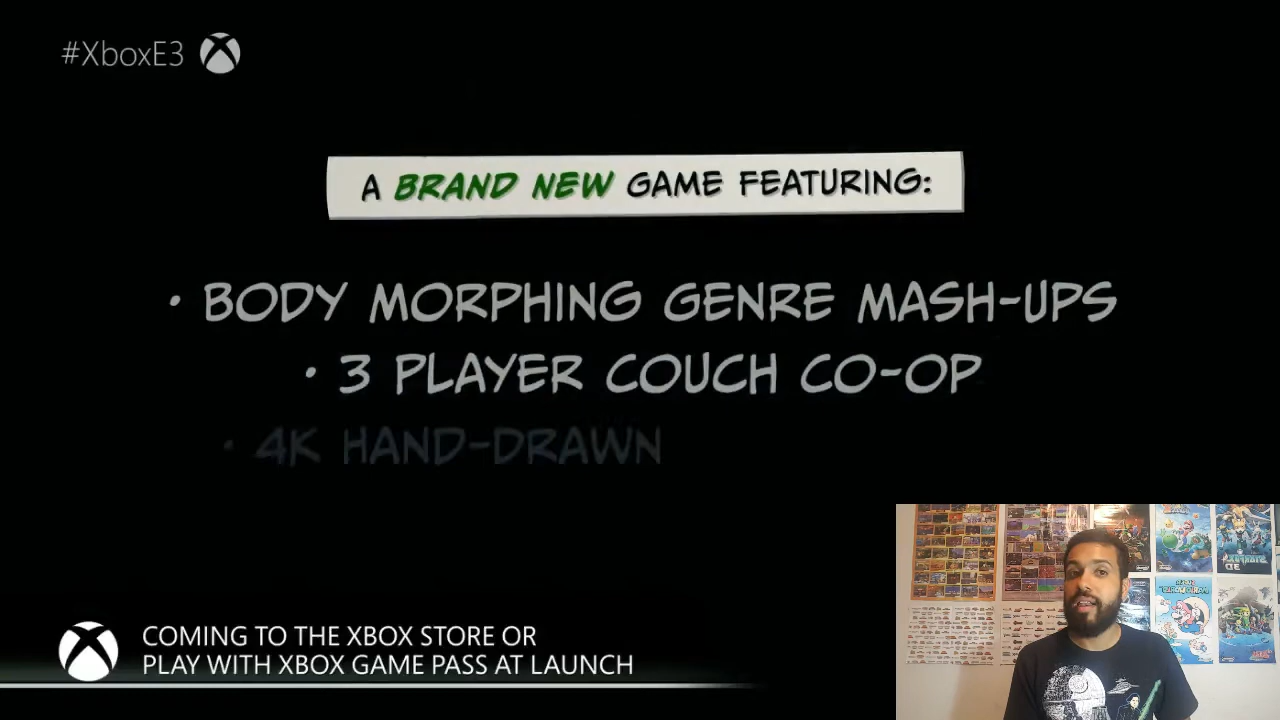 #XboxE3
A BRAND NEW GAME FEATURING:
• BODY MORPHING GENRE MASH-UPS
• 3 PLAYER COUCH CO-OP
• 4K HAND-DRAWN
COMING TO THE XBOX STORE OR
PLAY WITH XBOX GAME PASS AT LAUNCH